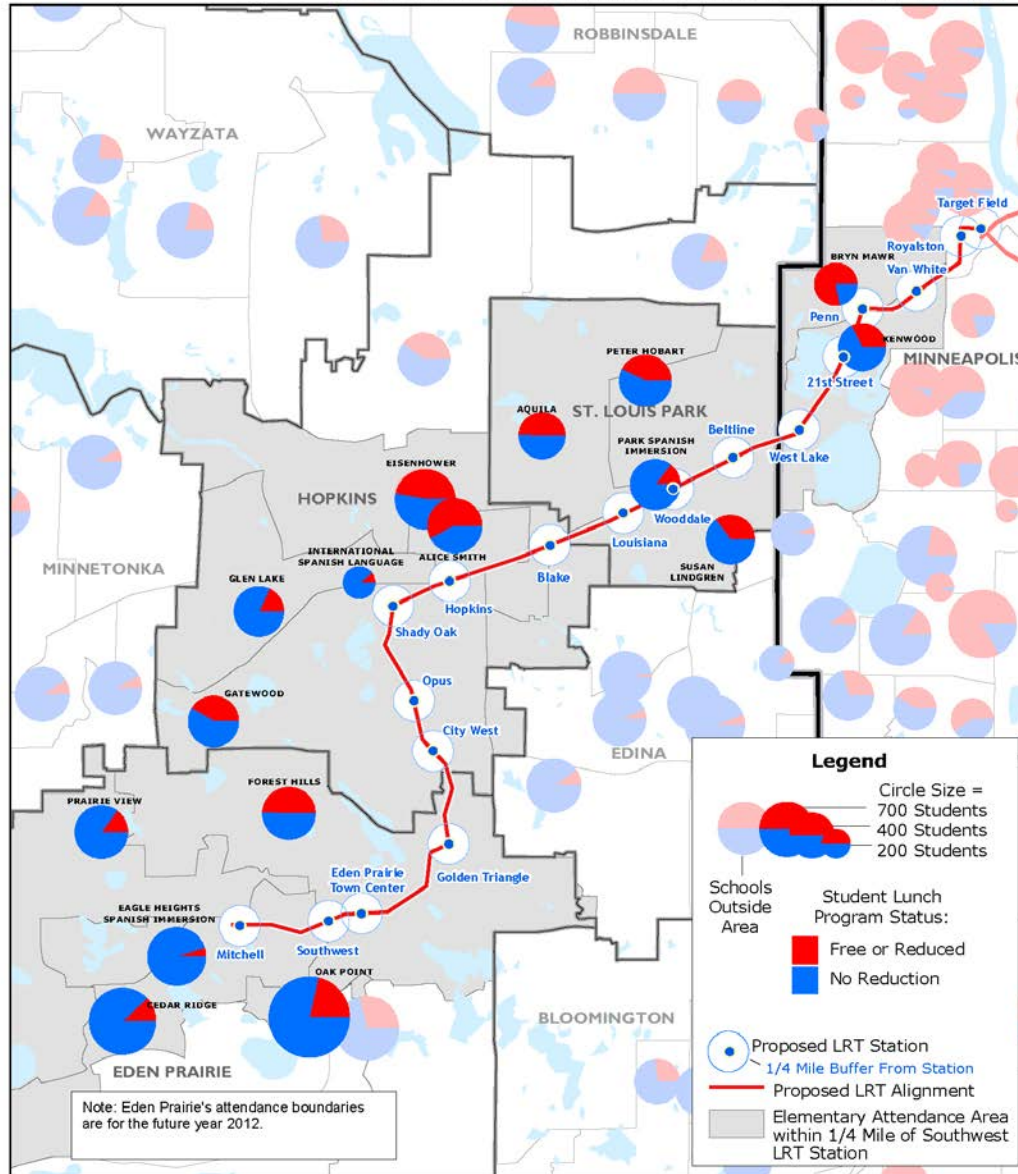 ROBBINSDALE
WAYZATA
Target Field
Royalston
BRYN MAWR
Van White
Penn
KENWOOD
MINNEAPOLIS
21st Street
PETER HOBART
ST. LOUIS PARK
AQUILA
Beltline
West Lake
PARK SPANISH
IMMERSION
EISENHOWER
HOPKINS
Wooddale
Louisiana
INTERNATIONAL
SPANISH LANGUAGE
ALICE SMITH
SUSAN
LINDGREN
MINNETONKA
GLEN LAKE
Blake
Hopkins
Shady Oak
GATEWOOD
Opus
City West
EDINA
FOREST HILLS
PRAIRIE VIEW
Eden Prairie
Town Center
Golden Triangle
EAGLE HEIGHTS
SPANISH IMMERSION
Mitchell
Southwest
OAK POINT
CEDAR RIDGE
BLOOMINGTON
EDEN PRAIRIE
Note: Eden Prairie's attendance boundaries
are for the future year 2012.
Legend
Circle Size =
700 Students
400 Students
200 Students
Schools
Outside
Area
Student Lunch
Program Status:
Free or Reduced
No Reduction
Proposed LRT Station
1/4 Mile Buffer From Station
Proposed LRT Alignment
Elementary Attendance Area
within 1/4 Mile of Southwest
LRT Station